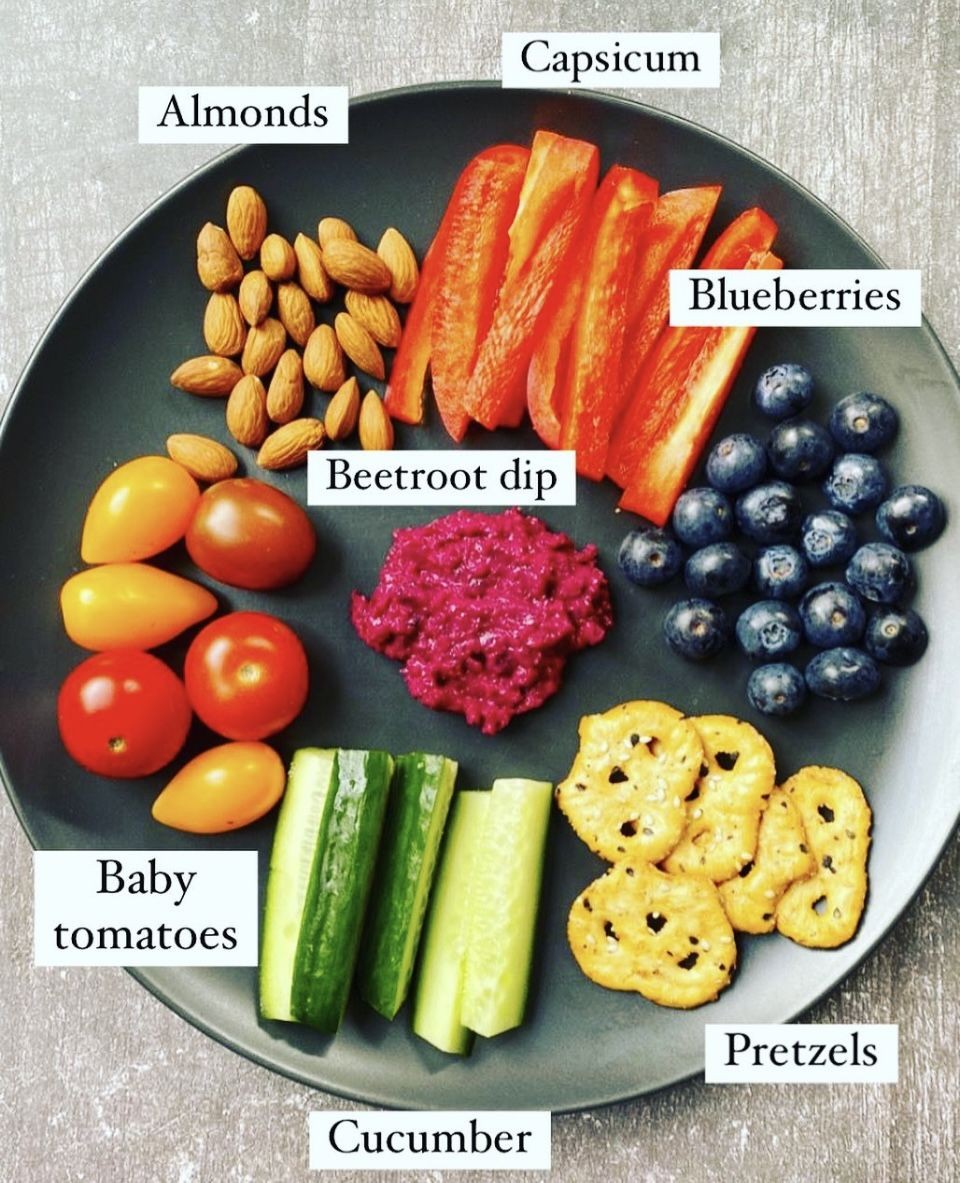 Capsicum
Almonds
Blueberries
Beetroot dip
Baby
tomatoes
Pretzels
Cucumber